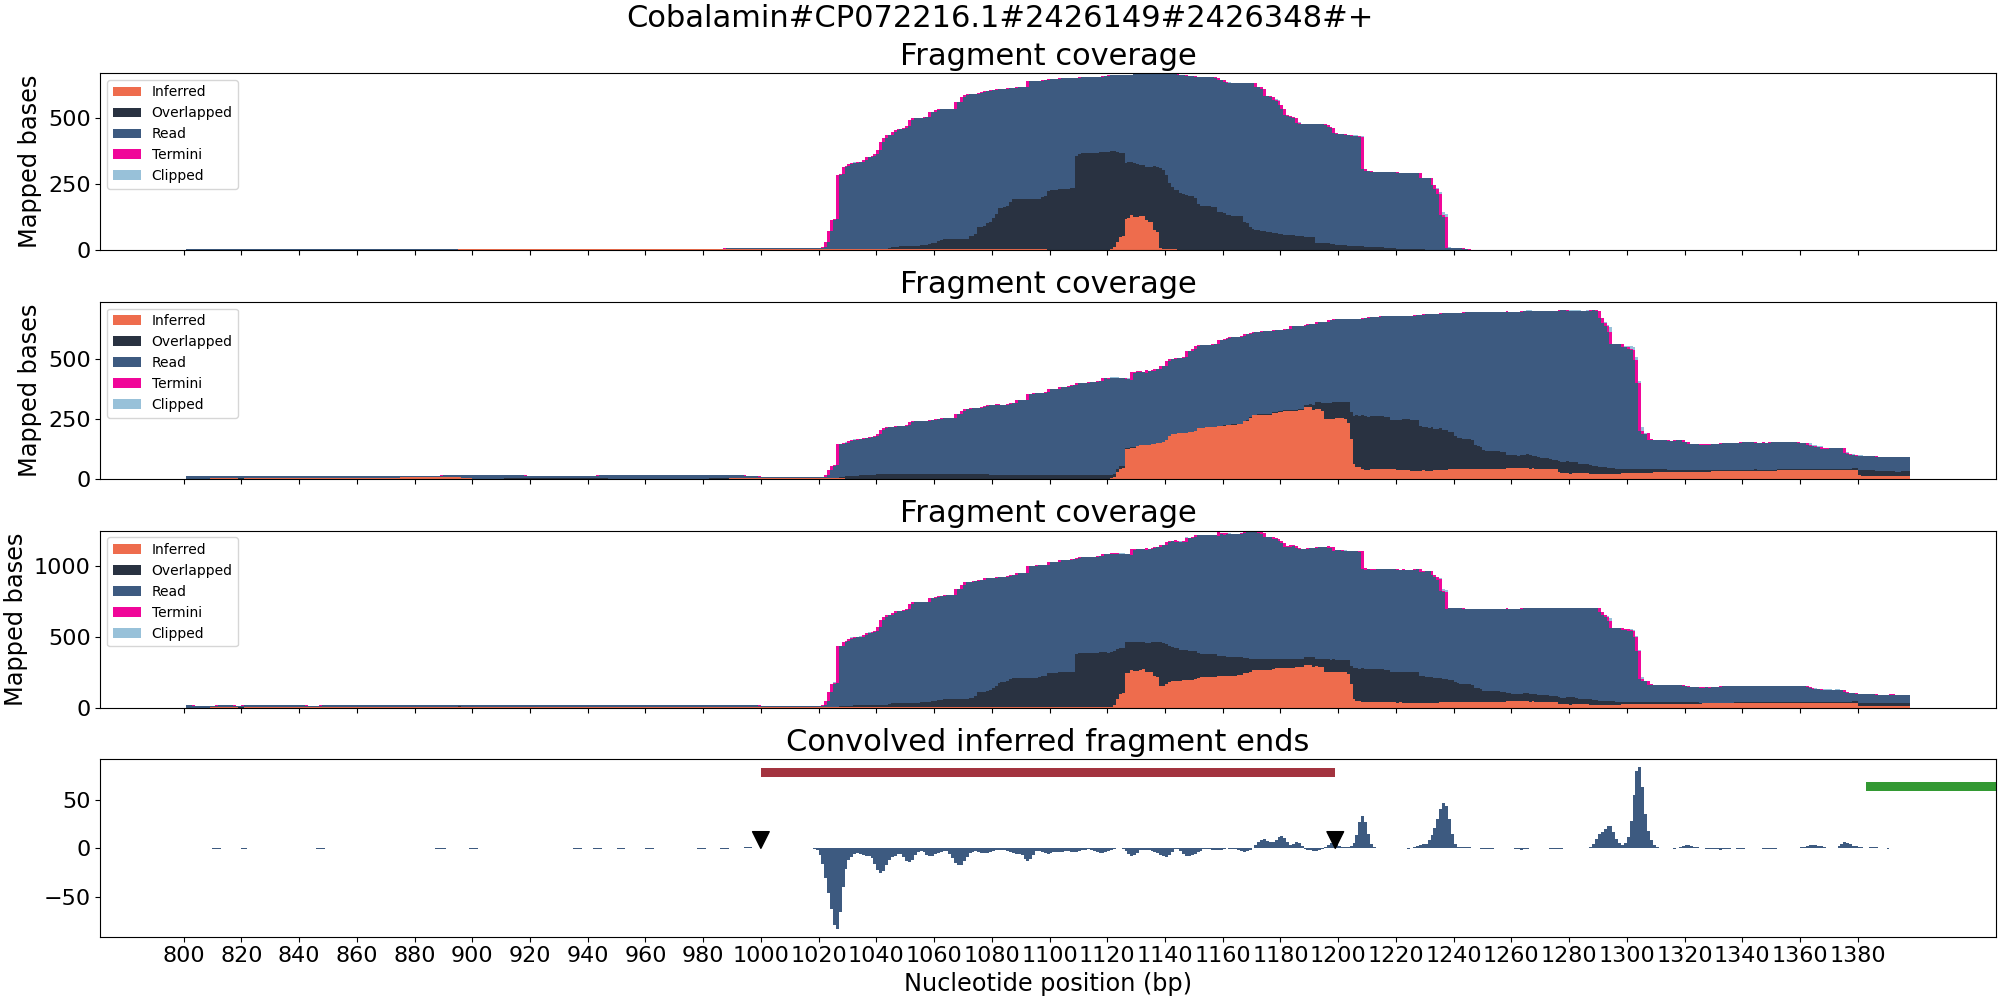 Cobalamin#CP072216.1#2426149#2426348#+
Fragment coverage
Mapped bases
500
250
0
Inferred
Overlapped
Read
Termini
Clipped
Fragment coverage
Mapped bases
500
250
0
Inferred
Overlapped
Read
Termini
Clipped
Fragment coverage
Mapped bases
1000
500
0
Inferred
Overlapped
Read
Termini
Clipped
Convolved inferred fragment ends
50
0
−50
800 820 840 860 880 900 920 940 960 980 1000 1020 1040 1060 1080 1100 1120 1140 1160 1180 1200 1220 1240 1260 1280 1300 1320 1340 1360 1380
Nucleotide position (bp)